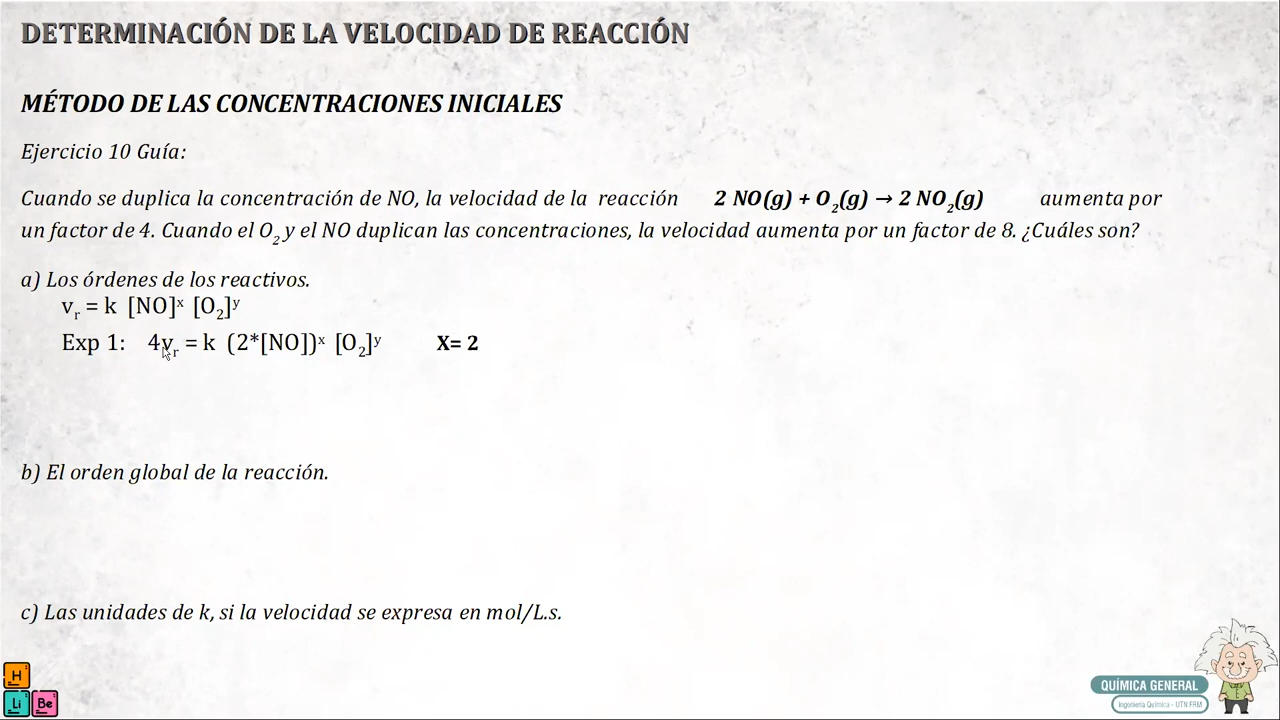 DETERMINACIÓN DE LA VELOCIDAD DE REACCIÓN
MÉTODO DE LAS CONCENTRACIONES INICIALES
Ejercicio 10 Guía:
Cuando se duplica la concentración de NO, la velocidad de la reacción 2 NO(g) + O₂(g) → 2 NO₂(g) aumenta por
un factor de 4. Cuando el O₂ y el NO duplican las concentraciones, la velocidad aumenta por un factor de 8. ¿Cuáles son?
a) Los órdenes de los reactivos.
vᵣ = k [NO]ˣ [O₂]ʸ
Exp 1: 4vᵣ = k (2*[NO])ˣ [O₂]ʸ X= 2
b) El orden global de la reacción.
c) Las unidades de k, si la velocidad se expresa en mol/L.s.
H
Li Be
QUÍMICA GENERAL
Ingeniería Química - UTN FRM